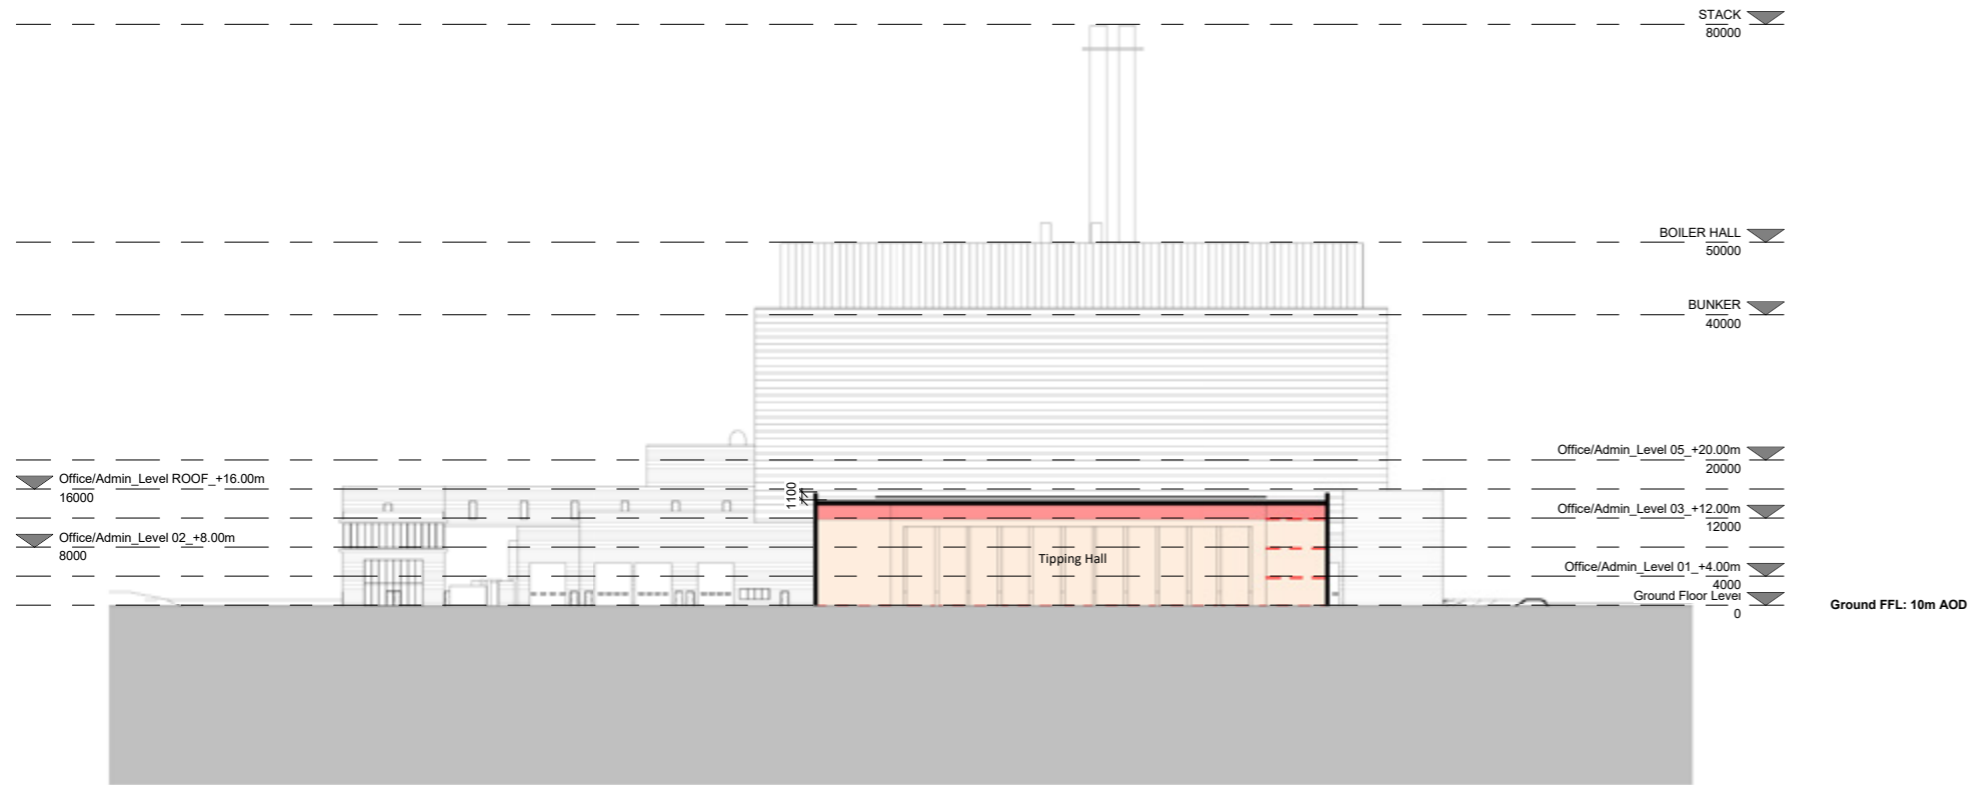 STACK
80000
BOILER HALL
50000
BUNKER
40000
Office/Admin_Level 05_+20.00m
20000
Office/Admin_Level ROOF_+16.00m
16000
1100
Office/Admin_Level 03_+12.00m
12000
Office/Admin_Level 02_+8.00m
8000
Tipping Hall
Office/Admin_Level 01_+4.00m
4000
Ground Floor Level
0
Ground FFL: 10m AOD